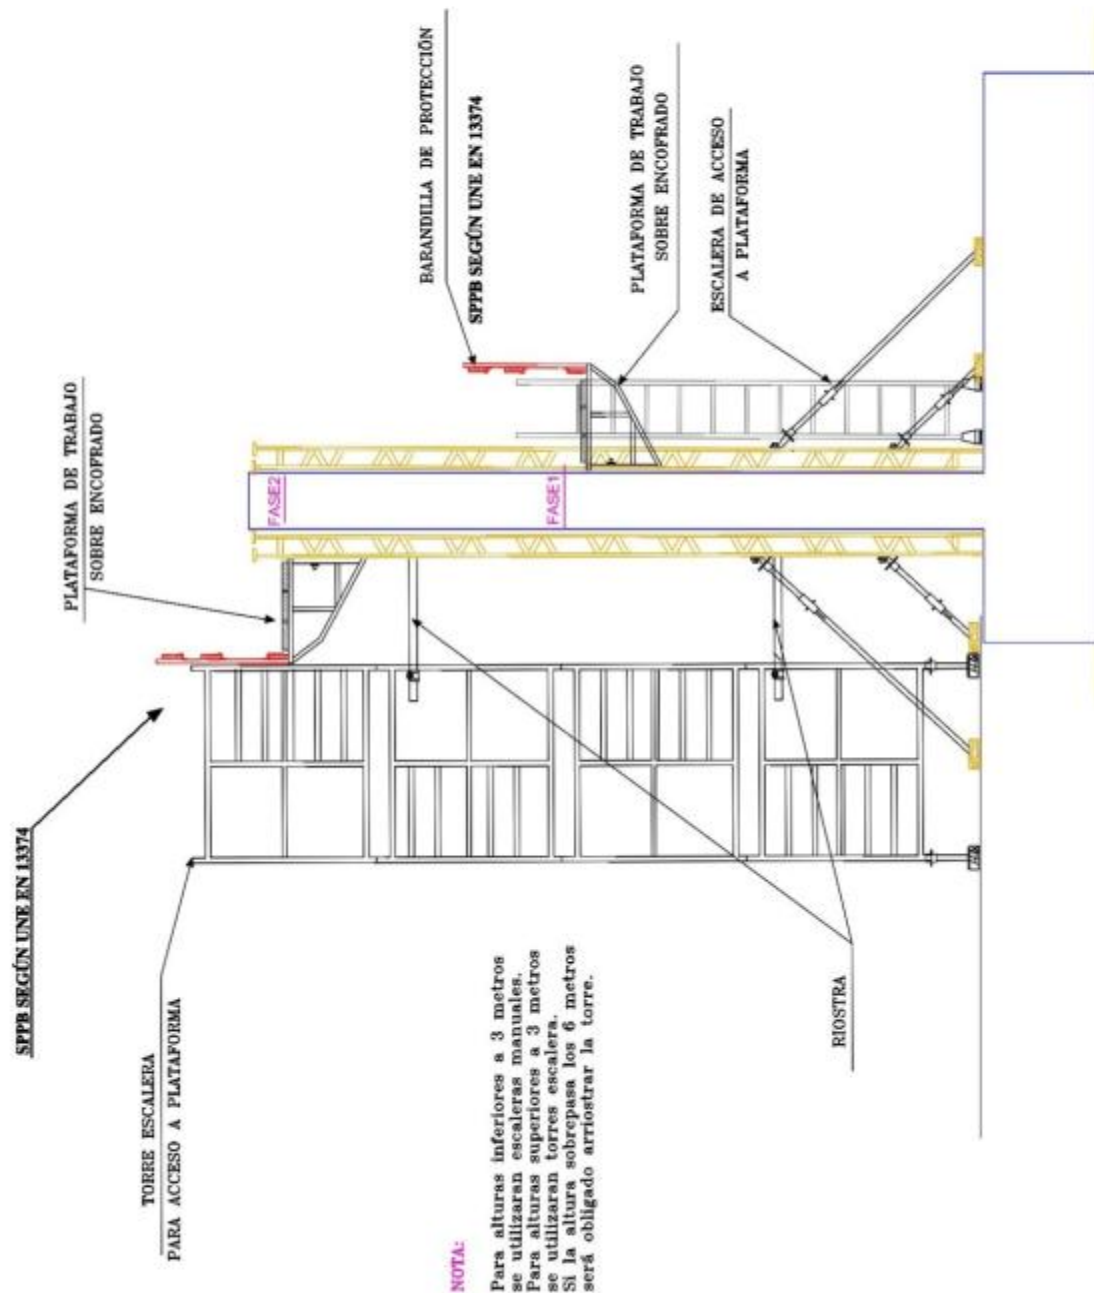 SPPB SEGÚN UNE EN 13374
PLATAFORMA DE TRABAJO
SOBRE ENCOFRADO
BARANDILLA DE PROTECCIÓN
SPPB SEGÚN UNE EN 13374
PLATAFORMA DE TRABAJO
SOBRE ENCOFRADO
ESCALERA DE ACCESO
A PLATAFORMA
FASE2
FASE1
TORRE ESCALERA
PARA ACCESO A PLATAFORMA
RIOSTRA
NOTA:
Para alturas inferiores a 3 metros
se utilizaran escaleras manuales.
Para alturas superiores a 3 metros
se utilizaran torres escalera.
Si la altura sobrepasa los 6 metros
será obligado arriostrar la torre.